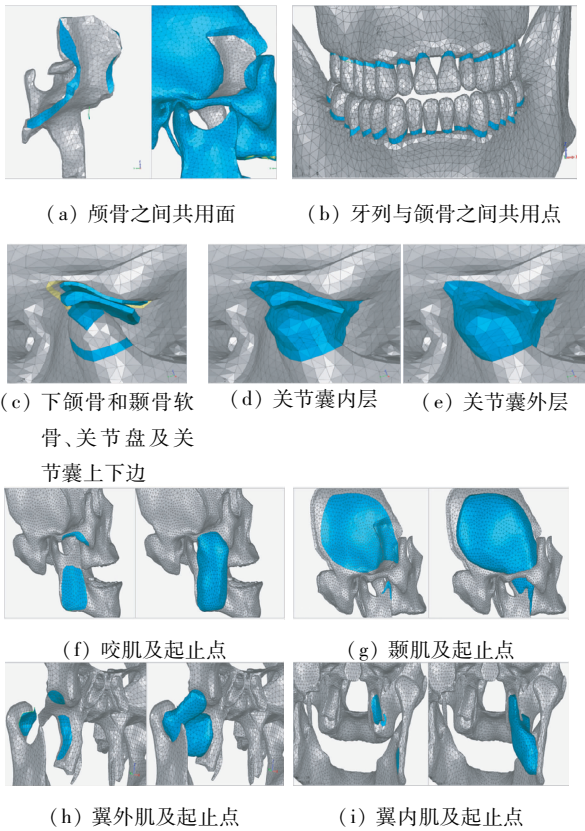 (a) 颅骨之间共用面
(b) 牙列与颌骨之间共用点
(c) 下颌骨和颞骨软
骨、关节盘及关
节囊上下边
(d) 关节囊内层
(e) 关节囊外层
(f) 咬肌及起止点
(g) 颞肌及起止点
(h) 翼外肌及起止点
(i) 翼内肌及起止点